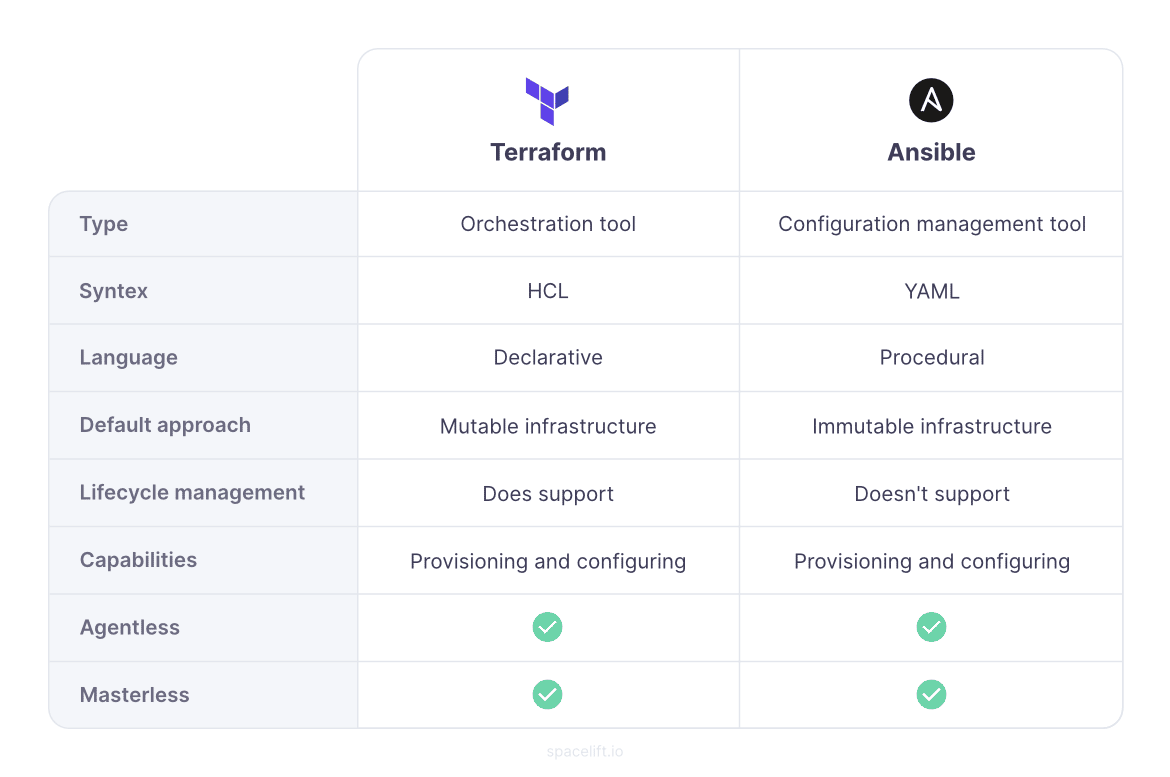 Terraform
Ansible
Type
Orchestration tool
Configuration management tool
Syntex
HCL
YAML
Language
Declarative
Procedural
Default approach
Mutable infrastructure
Immutable infrastructure
Lifecycle management
Does support
Doesn't support
Capabilities
Provisioning and configuring
Provisioning and configuring
Agentless
Masterless
spacelift.io